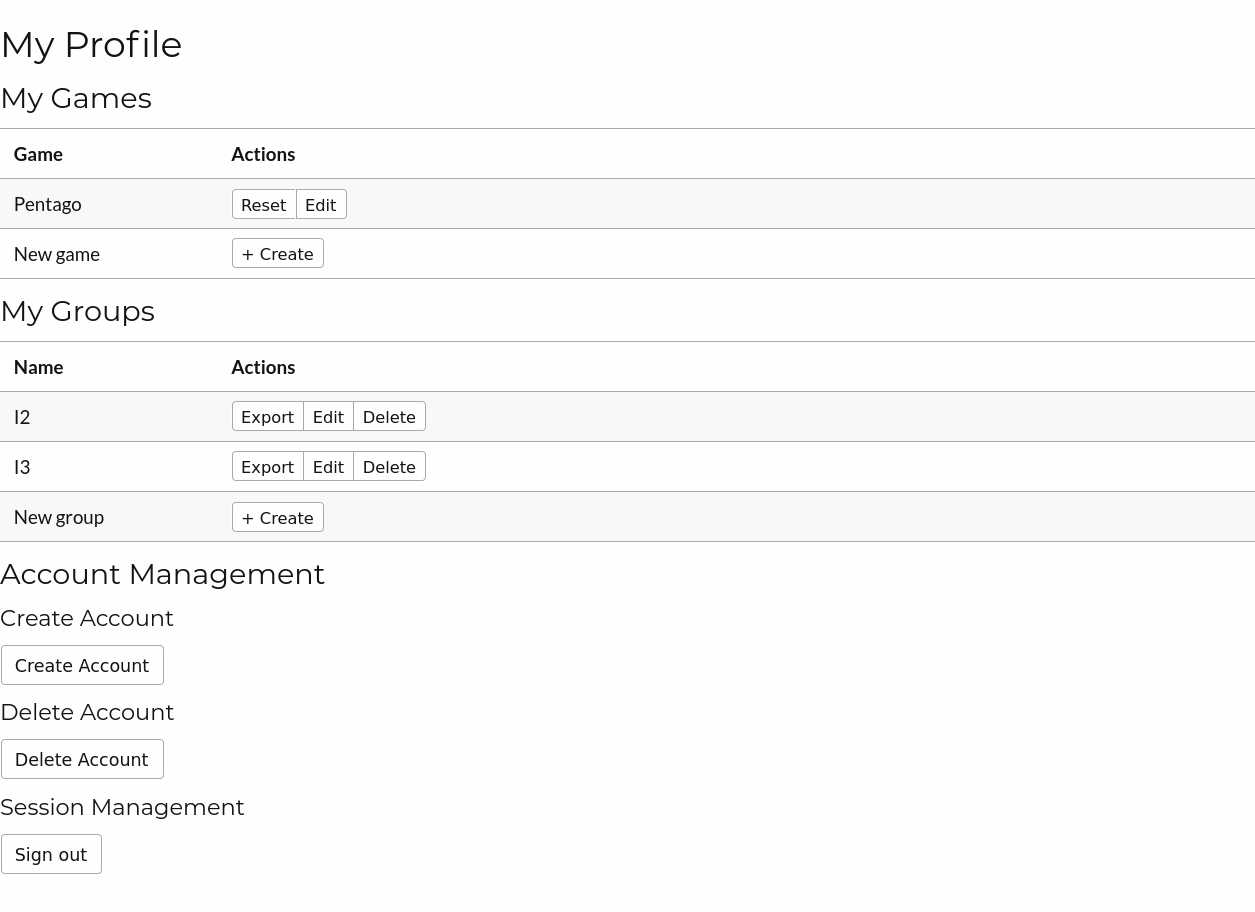 My Profile
My Games
Game Actions
Pentago Reset Edit
New game + Create
My Groups
Name Actions
I2 Export Edit Delete
I3 Export Edit Delete
New group + Create
Account Management
Create Account
Create Account
Delete Account
Delete Account
Session Management
Sign out